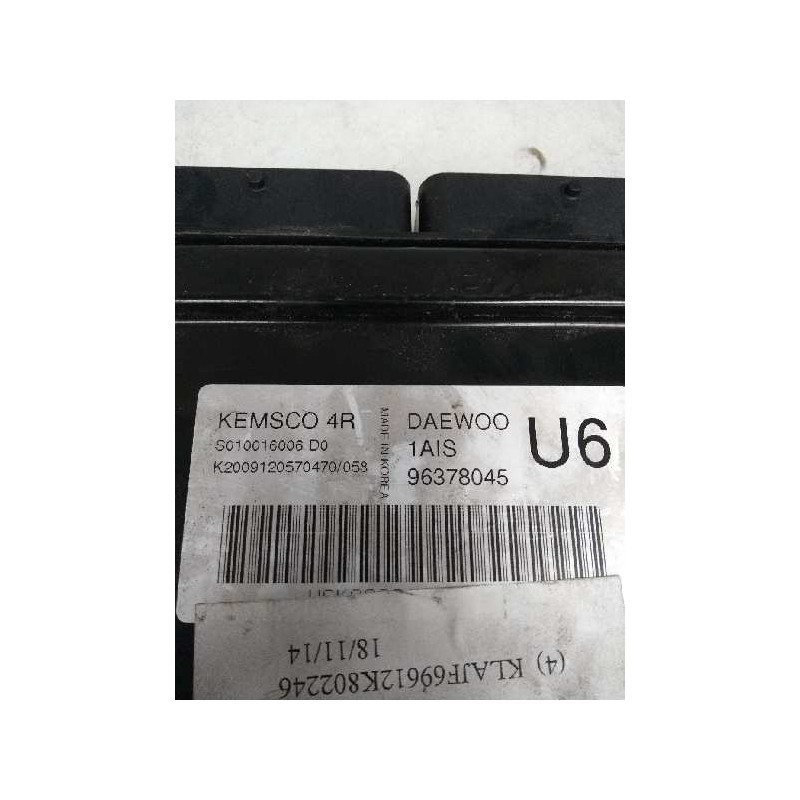 KEMSCO 4R
S010016006 D0
K2009120570470/058
MADE IN KOREA
DAEWOO
1AIS
96378045
U6
(4) KLAJF69612K802246
18/11/14